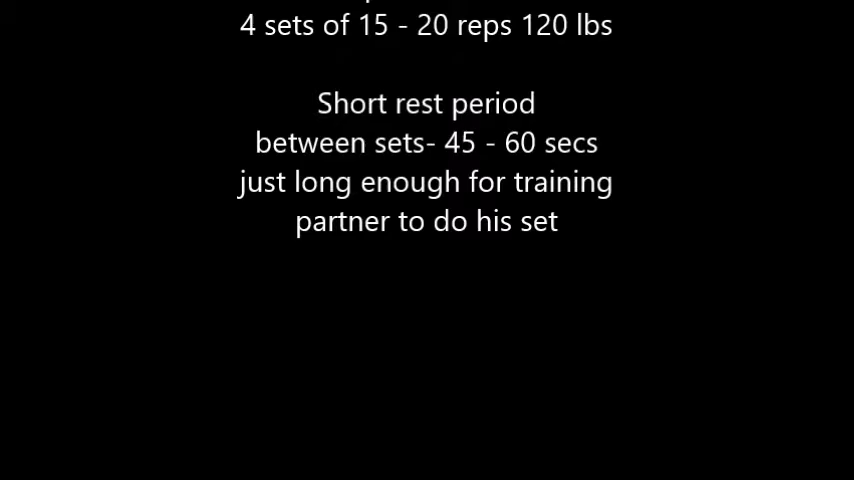 4 sets of 15 - 20 reps 120 lbs
Short rest period
between sets- 45 - 60 secs
just long enough for training
partner to do his set